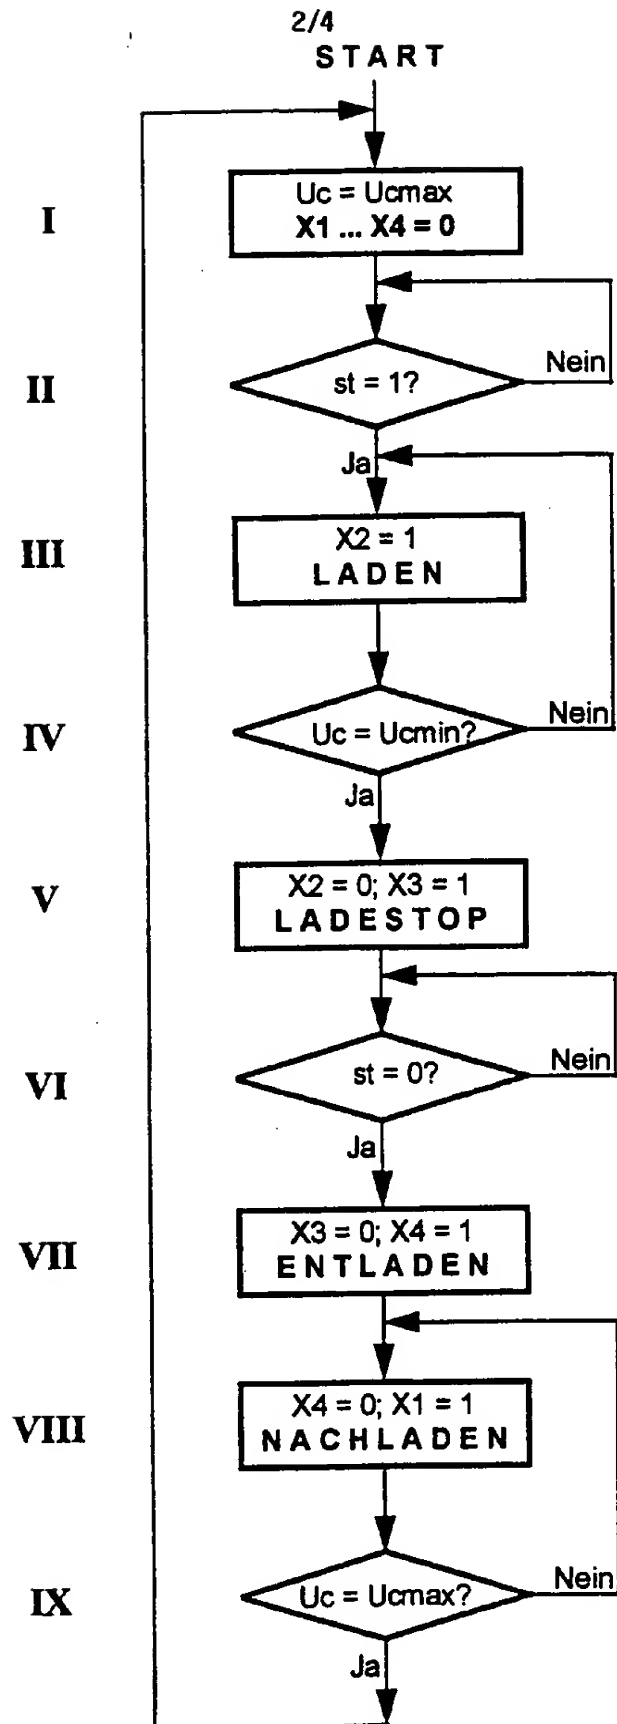 2/4
START
I
Uc = Ucmax
X1 ... X4 = 0
II
st = 1?
Nein
Ja
III
X2 = 1
LADEN
IV
Uc = Ucmin?
Nein
Ja
V
X2 = 0; X3 = 1
LADESTOP
VI
st = 0?
Nein
Ja
VII
X3 = 0; X4 = 1
ENTLADEN
VIII
X4 = 0; X1 = 1
NACHLADEN
IX
Uc = Ucmax?
Nein
Ja